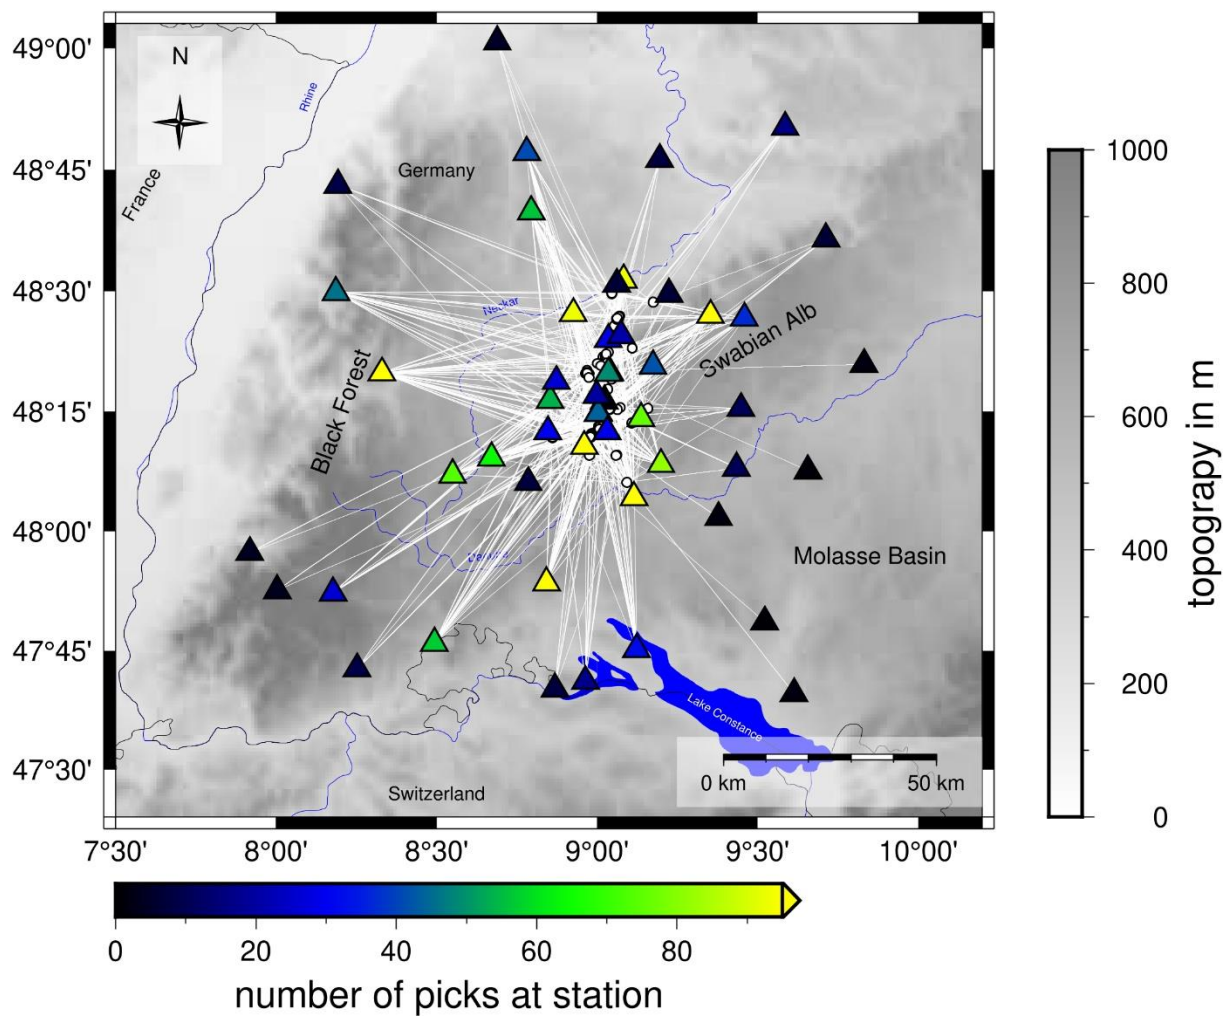 49°00'
48°45'
48°30'
48°15'
48°00'
47°45'
47°30'
N
Rhine
France
Germany
Neckar
Black Forest
Swabian Alb
Danube
Molasse Basin
Lake Constance
Switzerland
0 km
50 km
7°30'
8°00'
8°30'
9°00'
9°30'
10°00'
1000
800
600
400
200
0
topograpy in m
0
20
40
60
80
number of picks at station